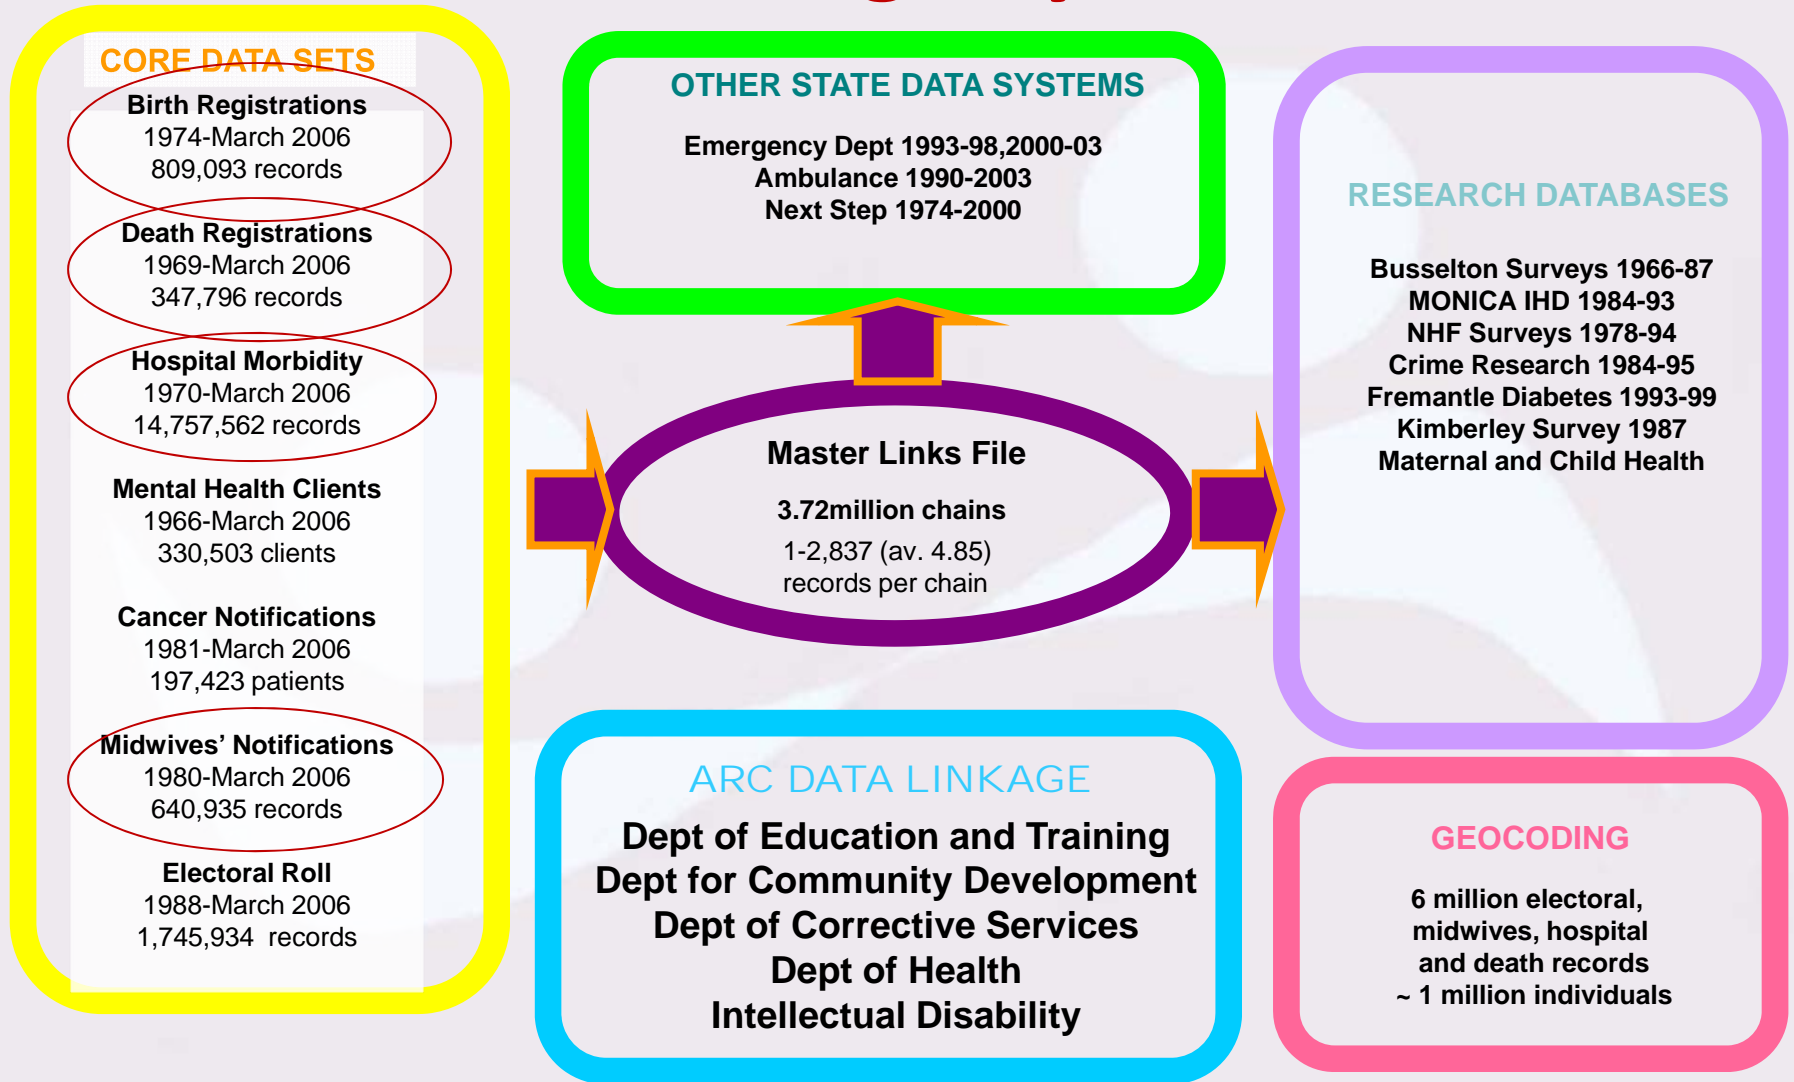 CORE DATA SETS
Birth Registrations
1974-March 2006
809,093 records
Death Registrations
1969-March 2006
347,796 records
Hospital Morbidity
1970-March 2006
14,757,562 records
Mental Health Clients
1966-March 2006
330,503 clients
Cancer Notifications
1981-March 2006
197,423 patients
Midwives’ Notifications
1980-March 2006
640,935 records
Electoral Roll
1988-March 2006
1,745,934 records
OTHER STATE DATA SYSTEMS
Emergency Dept 1993-98,2000-03
Ambulance 1990-2003
Next Step 1974-2000
Master Links File
3.72million chains
1-2,837 (av. 4.85)
records per chain
ARC DATA LINKAGE
Dept of Education and Training
Dept for Community Development
Dept of Corrective Services
Dept of Health
Intellectual Disability
RESEARCH DATABASES
Busselton Surveys 1966-87
MONICA IHD 1984-93
NHF Surveys 1978-94
Crime Research 1984-95
Fremantle Diabetes 1993-99
Kimberley Survey 1987
Maternal and Child Health
GEOCODING
6 million electoral,
midwives, hospital
and death records
~ 1 million individuals